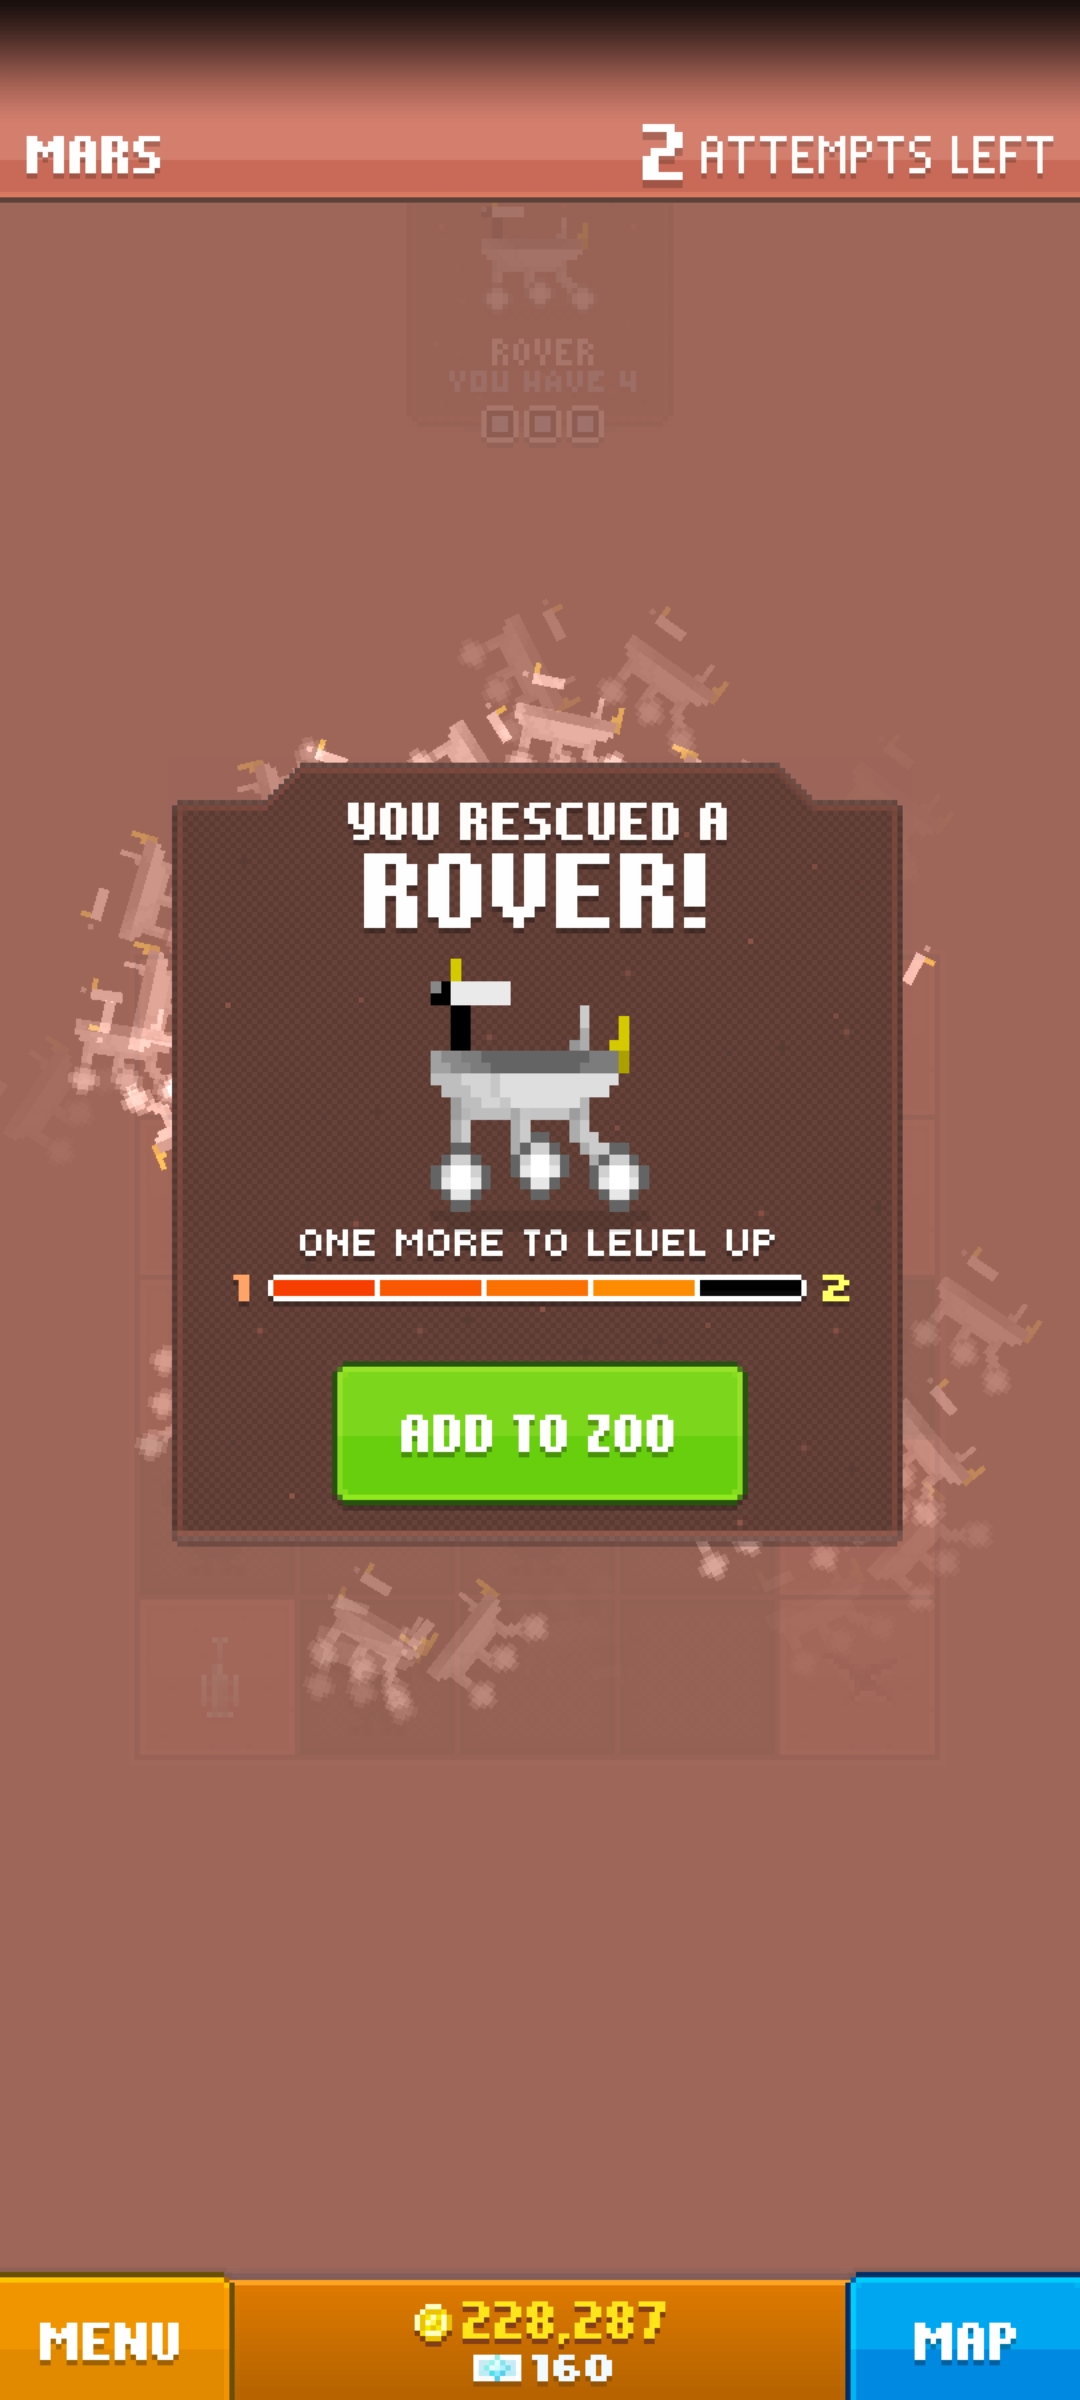 MARS
2 ATTEMPTS LEFT
ROVER
YOU HAVE 4
YOU RESCUED A
ROVER!
ONE MORE TO LEVEL UP
1 2
ADD TO ZOO
MENU
228,287
160
MAP